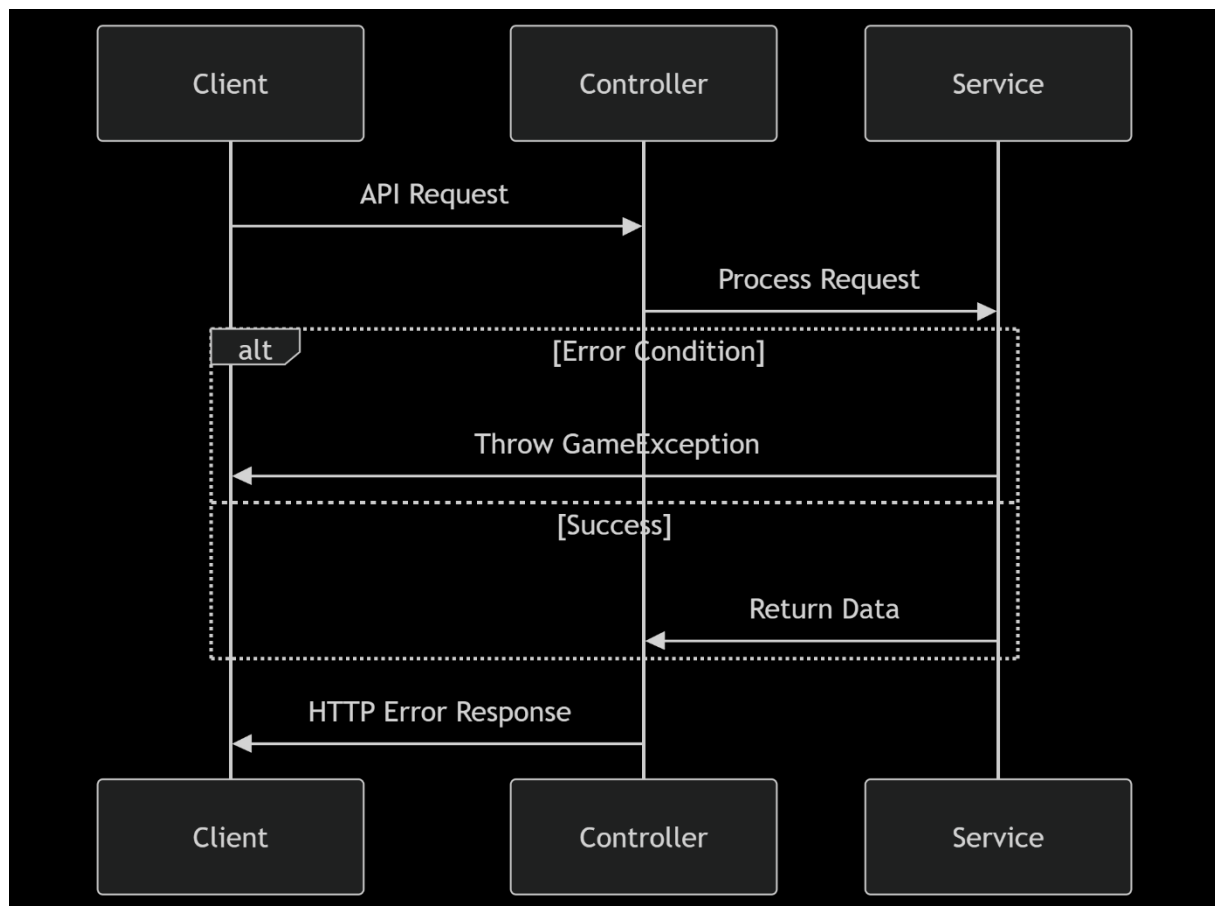 Client
Controller
Service
API Request
Process Request
alt
[Error Condition]
Throw GameException
[Success]
Return Data
HTTP Error Response
Client
Controller
Service